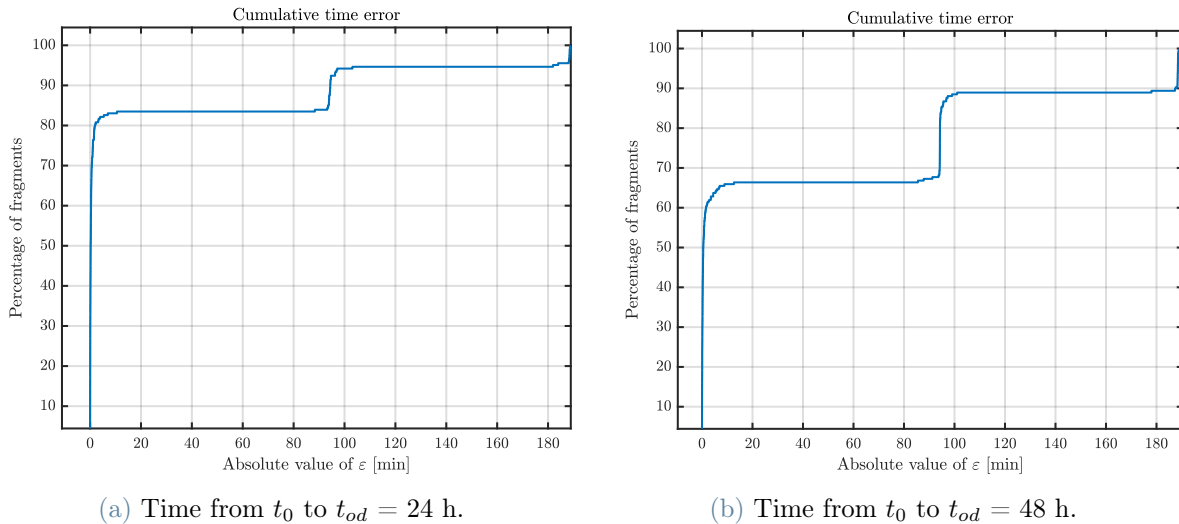 Cumulative time error
100
90
80
70
60
50
40
30
20
10
Percentage of fragments
0 20 40 60 80 100 120 140 160 180
Absolute value of ε [min]
(a) Time from t₀ to t_od = 24 h.
Cumulative time error
100
90
80
70
60
50
40
30
20
10
Percentage of fragments
0 20 40 60 80 100 120 140 160 180
Absolute value of ε [min]
(b) Time from t₀ to t_od = 48 h.